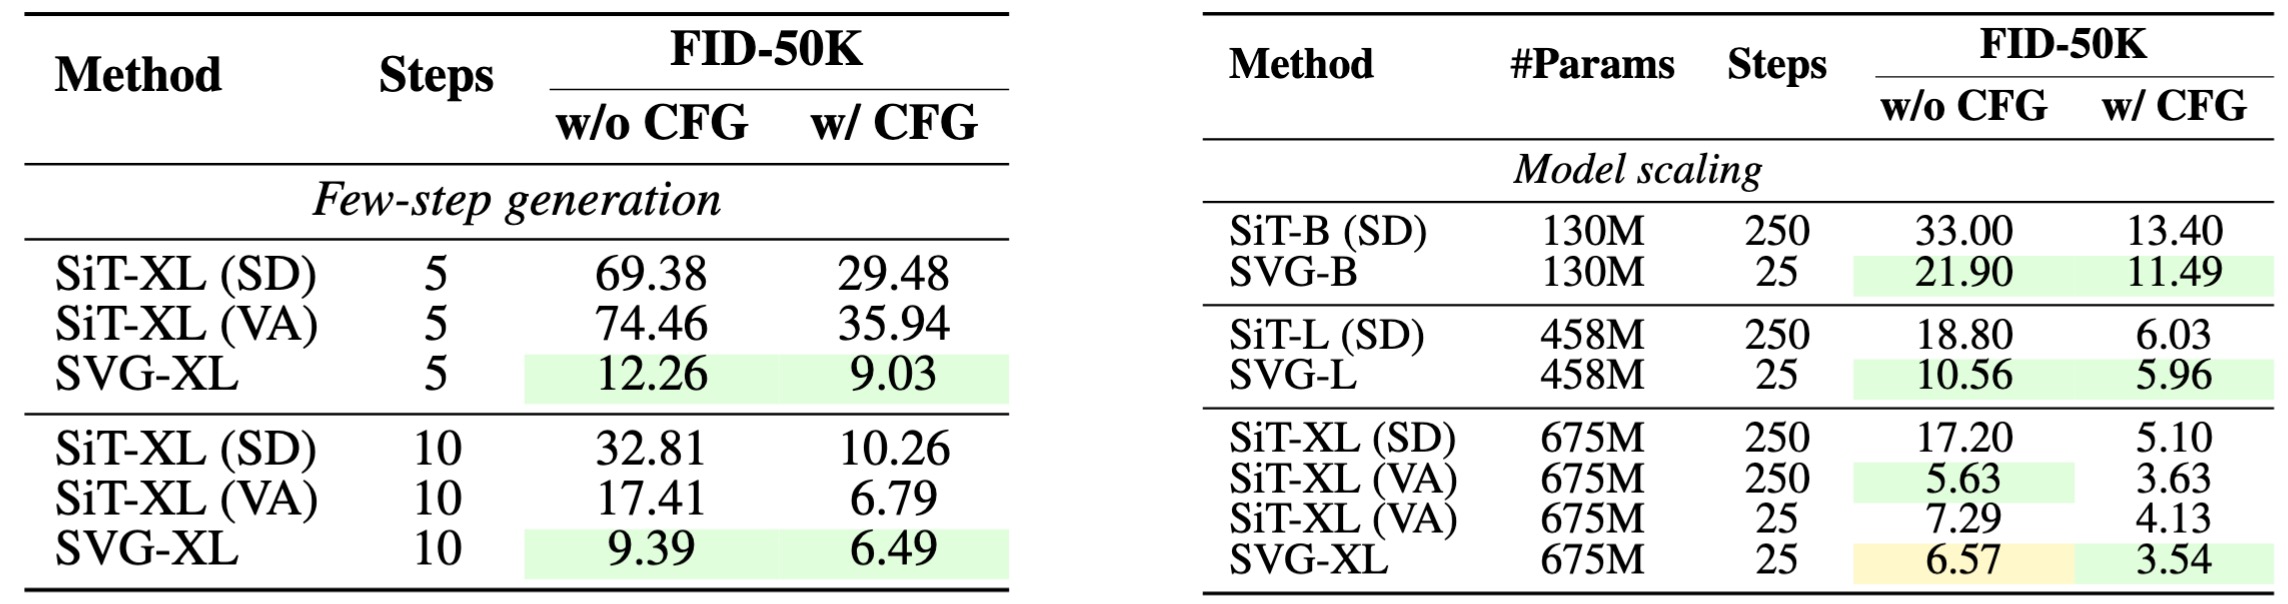 Method Steps FID-50K
w/o CFG w/ CFG
Few-step generation
SiT-XL (SD) 5 69.38 29.48
SiT-XL (VA) 5 74.46 35.94
SVG-XL 5 12.26 9.03
SiT-XL (SD) 10 32.81 10.26
SiT-XL (VA) 10 17.41 6.79
SVG-XL 10 9.39 6.49
Method #Params Steps FID-50K
w/o CFG w/ CFG
Model scaling
SiT-B (SD) 130M 250 33.00 13.40
SVG-B 130M 25 21.90 11.49
SiT-L (SD) 458M 250 18.80 6.03
SVG-L 458M 25 10.56 5.96
SiT-XL (SD) 675M 250 17.20 5.10
SiT-XL (VA) 675M 250 5.63 3.63
SiT-XL (VA) 675M 25 7.29 4.13
SVG-XL 675M 25 6.57 3.54